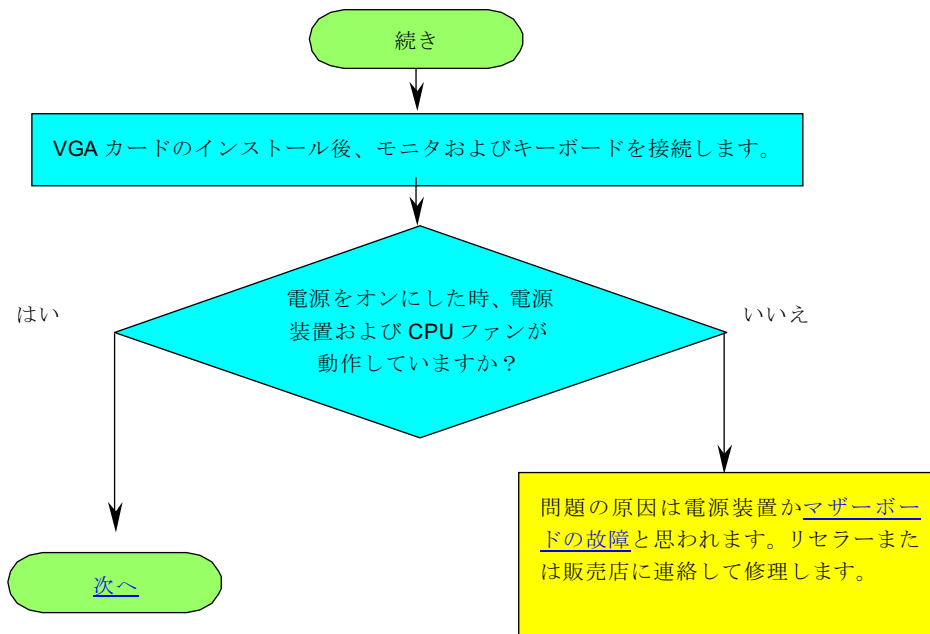 続き
VGA カードのインストール後、モニタおよびキーボードを接続します。
電源をオンにした時、電源
装置および CPU ファンが
動作していますか？
はい
いいえ
問題の原因は電源装置かマザーボー
ドの故障と思われます。リセラーまた
は販売店に連絡して修理します。
次へ